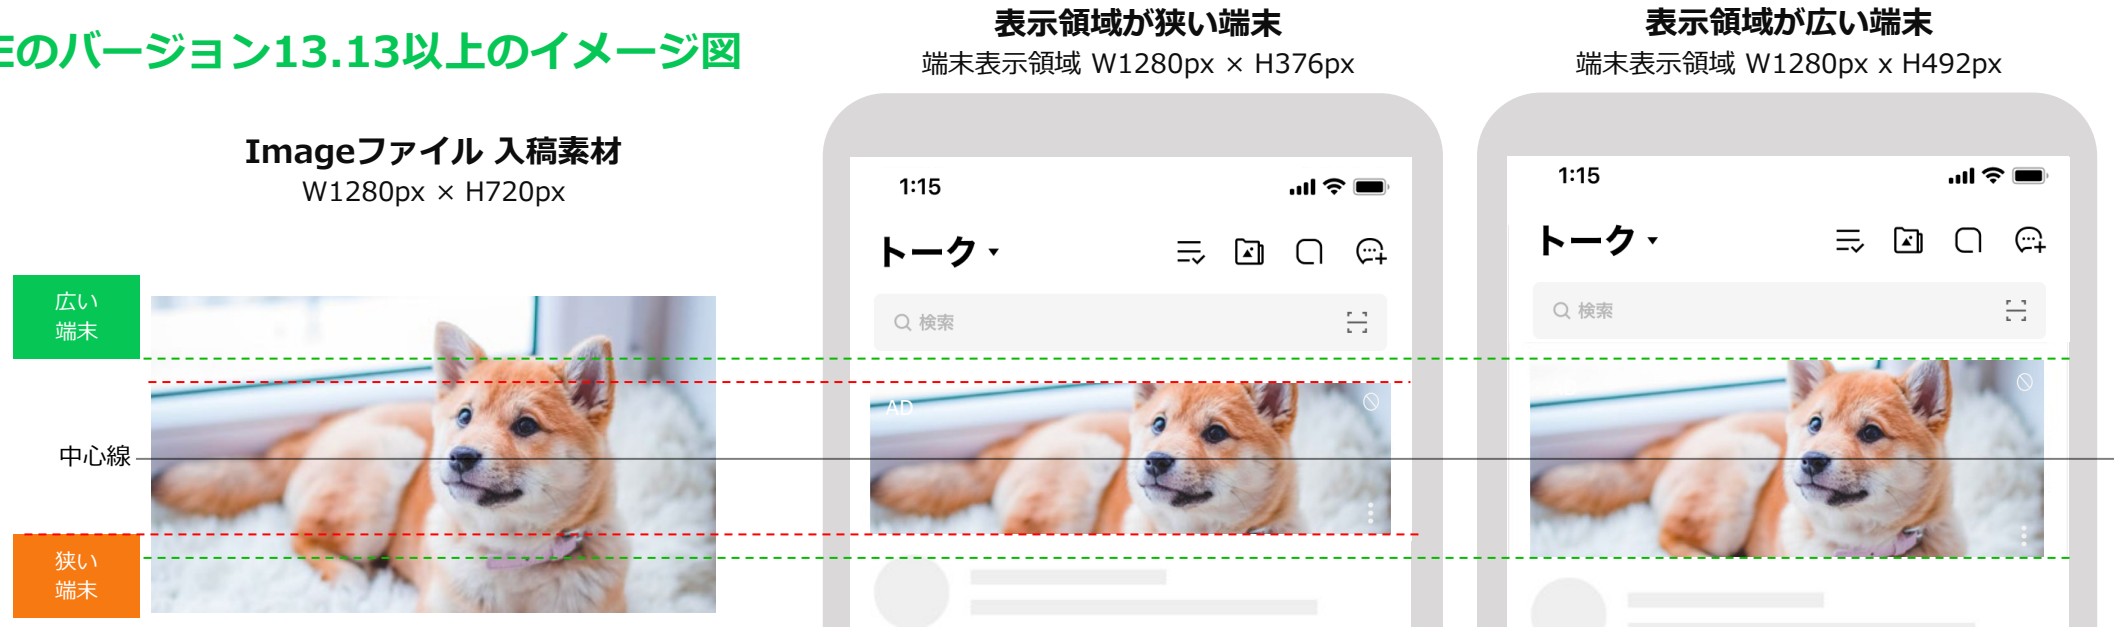 のバージョン13.13以上のイメージ図
Imageファイル 入稿素材
W1280px × H720px
広い
端末
中心線
狭い
端末
表示領域が狭い端末
端末表示領域 W1280px × H376px
1:15
トーク
検索
AD
表示領域が広い端末
端末表示領域 W1280px x H492px
1:15
トーク
検索